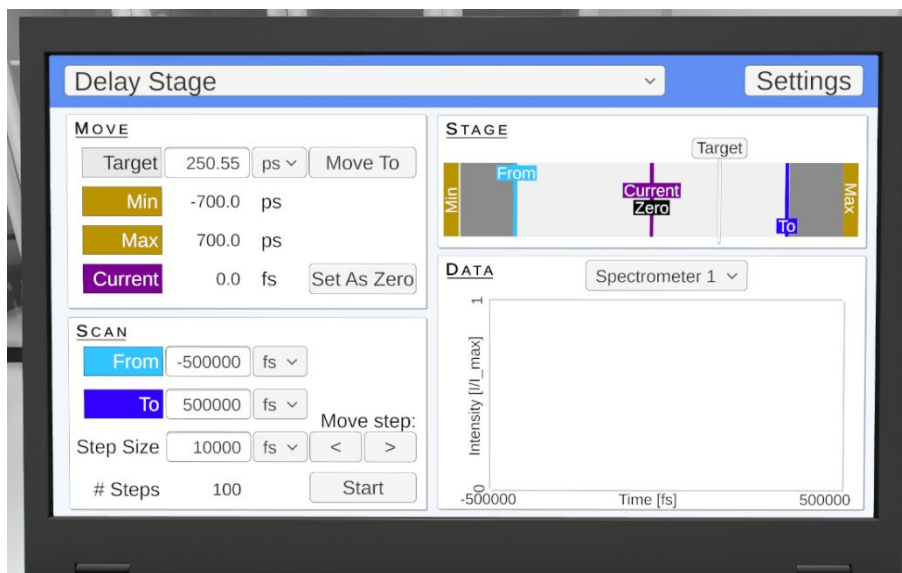 Delay Stage
Settings
MOVE
Target 250.55 ps Move To
Min -700.0 ps
Max 700.0 ps
Current 0.0 fs Set As Zero
SCAN
From -500000 fs
To 500000 fs
Move step:
Step Size 10000 fs < >
# Steps 100 Start
STAGE
Target
Min
From
Current
Zero
To
Max
DATA
Spectrometer 1
1
Intensity [I/I_max]
0
-500000 Time [fs] 500000